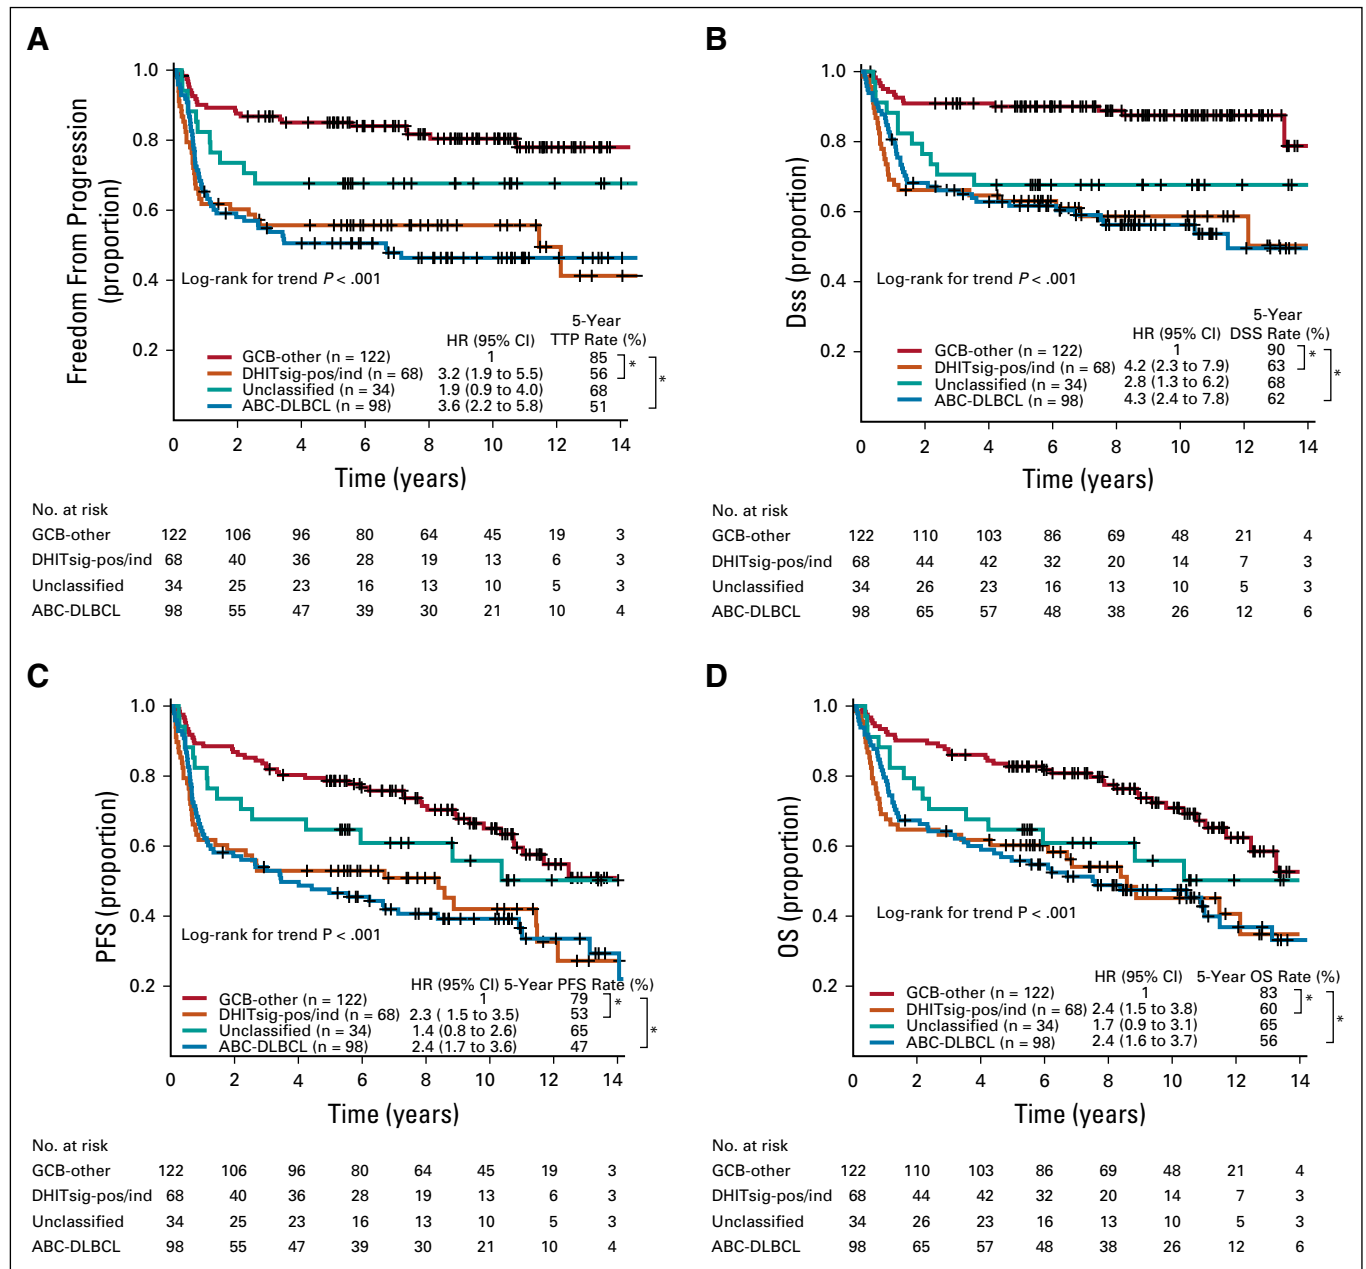 A
Freedom From Progression
(proportion)
1.0
0.8
0.6
0.4
0.2
Log-rank for trend P < .001
5-Year
HR (95% CI) TTP Rate (%)
GCB-other (n = 122) 1 85
DHITsig-pos/ind (n = 68) 3.2 (1.9 to 5.5) 56
Unclassified (n = 34) 1.9 (0.9 to 4.0) 68
ABC-DLBCL (n = 98) 3.6 (2.2 to 5.8) 51
*
*
0 2 4 6 8 10 12 14
Time (years)
No. at risk
GCB-other 122 106 96 80 64 45 19 3
DHITsig-pos/ind 68 40 36 28 19 13 6 3
Unclassified 34 25 23 16 13 10 5 3
ABC-DLBCL 98 55 47 39 30 21 10 4
B
Dss (proportion)
1.0
0.8
0.6
0.4
0.2
Log-rank for trend P < .001
5-Year
HR (95% CI) DSS Rate (%)
GCB-other (n = 122) 1 90
DHITsig-pos/ind (n = 68) 4.2 (2.3 to 7.9) 63
Unclassified (n = 34) 2.8 (1.3 to 6.2) 68
ABC-DLBCL (n = 98) 4.3 (2.4 to 7.8) 62
*
*
0 2 4 6 8 10 12 14
Time (years)
No. at risk
GCB-other 122 110 103 86 69 48 21 4
DHITsig-pos/ind 68 44 42 32 20 14 7 3
Unclassified 34 26 23 16 13 10 5 3
ABC-DLBCL 98 65 57 48 38 26 12 6
C
PFS (proportion)
1.0
0.8
0.6
0.4
0.2
Log-rank for trend P < .001
HR (95% CI) 5-Year PFS Rate (%)
GCB-other (n = 122) 1 79
DHITsig-pos/ind (n = 68) 2.3 ( 1.5 to 3.5) 53
Unclassified (n = 34) 1.4 (0.8 to 2.6) 65
ABC-DLBCL (n = 98) 2.4 (1.7 to 3.6) 47
*
*
0 2 4 6 8 10 12 14
Time (years)
No. at risk
GCB-other 122 106 96 80 64 45 19 3
DHITsig-pos/ind 68 40 36 28 19 13 6 3
Unclassified 34 25 23 16 13 10 5 3
ABC-DLBCL 98 55 47 39 30 21 10 4
D
OS (proportion)
1.0
0.8
0.6
0.4
0.2
Log-rank for trend P < .001
HR (95% CI) 5-Year OS Rate (%)
GCB-other (n = 122) 1 83
DHITsig-pos/ind (n = 68) 2.4 (1.5 to 3.8) 60
Unclassified (n = 34) 1.7 (0.9 to 3.1) 65
ABC-DLBCL (n = 98) 2.4 (1.6 to 3.7) 56
*
*
0 2 4 6 8 10 12 14
Time (years)
No. at risk
GCB-other 122 110 103 86 69 48 21 4
DHITsig-pos/ind 68 44 42 32 20 14 7 3
Unclassified 34 26 23 16 13 10 5 3
ABC-DLBCL 98 65 57 48 38 26 12 6